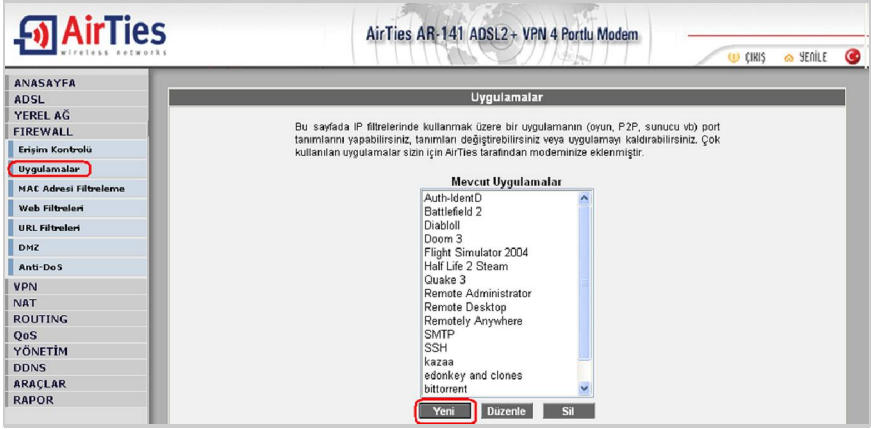 AirTies
wireless networks
AirTies AR-141 ADSL2+ VPN 4 Portlu Modem
ÇIKIŞ
YENİLE
ANASAYFA
ADSL
YEREL AĞ
FIREWALL
Erişim Kontrolü
Uygulamalar
MAC Adresi Filtreleme
Web Filtreleri
URL Filtreleri
DMZ
Anti-DoS
VPN
NAT
ROUTING
QoS
YÖNETİM
DDNS
ARAÇLAR
RAPOR
Uygulamalar
Bu sayfada IP filtrelerinde kullanmak üzere bir uygulamanın (oyun, P2P, sunucu vb) port
tanımlarını yapabilirsiniz, tanımları değiştirebilirsiniz veya uygulamayı kaldırabilirsiniz. Çok
kullanılan uygulamalar sizin için AirTies tarafından modeminize eklenmiştir.
Mevcut Uygulamalar
Auth-IdentD
Battlefield 2
DiabloII
Doom 3
Flight Simulator 2004
Half Life 2 Steam
Quake 3
Remote Administrator
Remote Desktop
Remotely Anywhere
SMTP
SSH
kazaa
edonkey and clones
bittorrent
Yeni
Düzenle
Sil